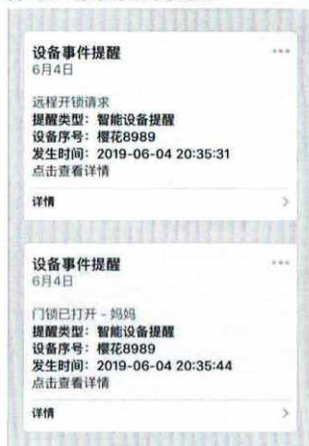 设备事件提醒
6月4日
远程开锁请求
提醒类型：智能设备提醒
设备序号：樱花8989
发生时间：2019-06-04 20:35:31
点击查看详情
详情
设备事件提醒
6月4日
门锁已打开 - 妈妈
提醒类型：智能设备提醒
设备序号：樱花8989
发生时间：2019-06-04 20:35:44
点击查看详情
详情